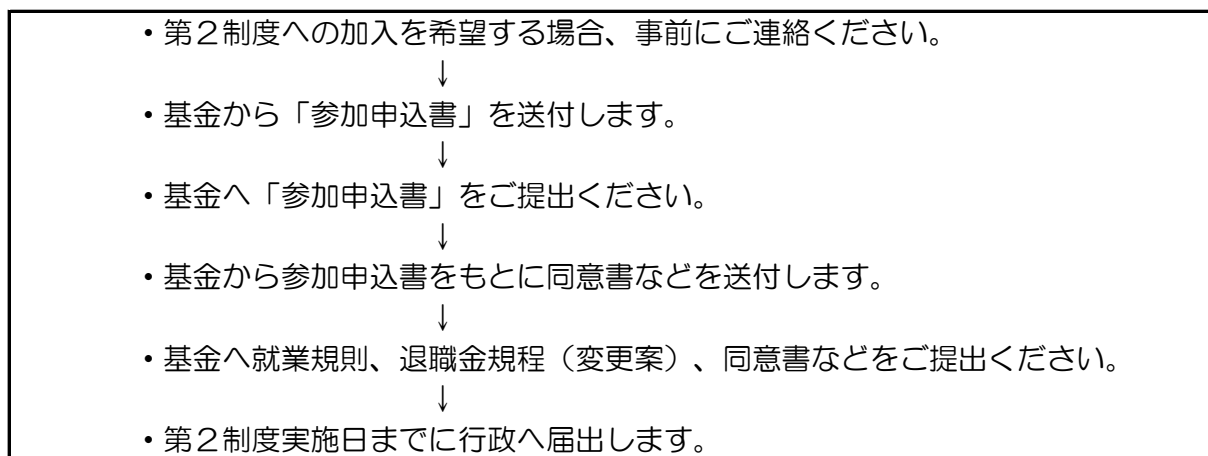 ・第２制度への加入を希望する場合、事前にご連絡ください。
↓
・基金から「参加申込書」を送付します。
↓
・基金へ「参加申込書」をご提出ください。
↓
・基金から参加申込書をもとに同意書などを送付します。
↓
・基金へ就業規則、退職金規程（変更案）、同意書などをご提出ください。
↓
・第２制度実施日までに行政へ届出します。